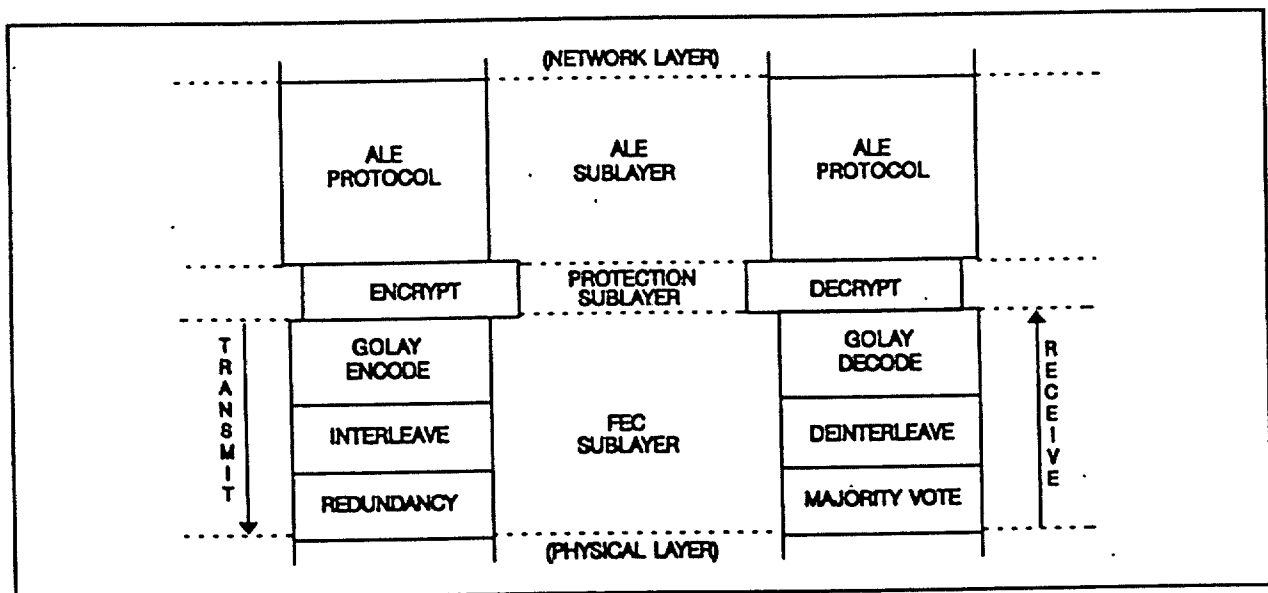 (NETWORK LAYER)
ALE
PROTOCOL
ALE
SUBLAYER
ALE
PROTOCOL
ENCRYPT
PROTECTION
SUBLAYER
DECRYPT
TRANSMIT
GOLAY
ENCODE
INTERLEAVE
REDUNDANCY
FEC
SUBLAYER
GOLAY
DECODE
DEINTERLEAVE
MAJORITY VOTE
RECEIVE
(PHYSICAL LAYER)